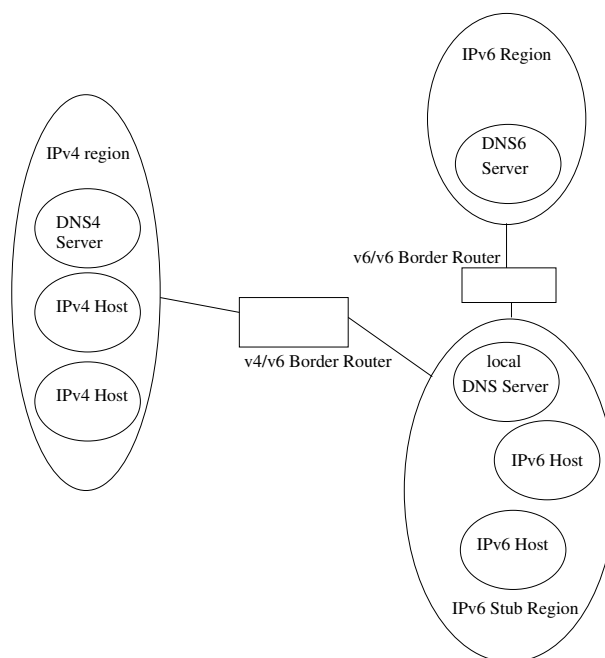 IPv6 Region
DNS6
Server
v6/v6 Border Router
IPv4 region
DNS4
Server
IPv4 Host
IPv4 Host
v4/v6 Border Router
local
DNS Server
IPv6 Host
IPv6 Host
IPv6 Stub Region